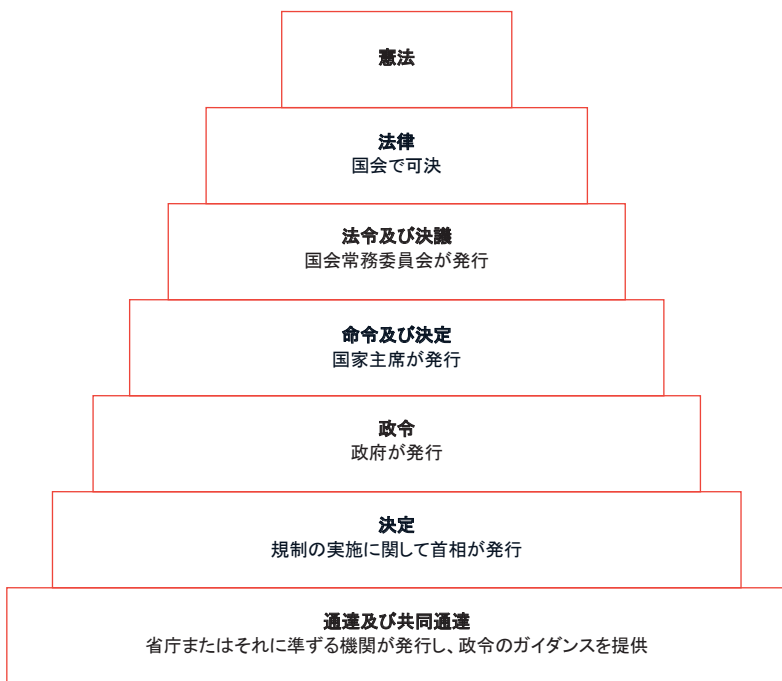 憲法
法律
国会で可決
法令及び決議
国会常務委員会が発行
命令及び決定
国家主席が発行
政令
政府が発行
決定
規制の実施に関して首相が発行
通達及び共同通達
省庁またはそれに準ずる機関が発行し、政令のガイダンスを提供